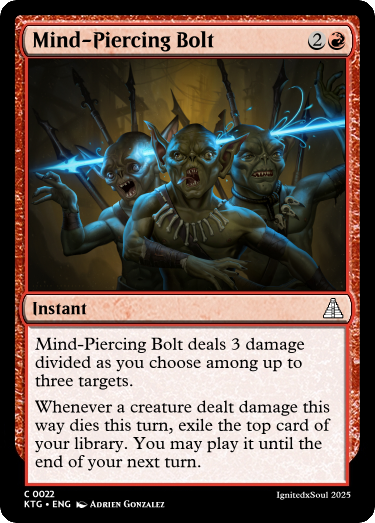 Mind-Piercing Bolt 2
Instant
Mind-Piercing Bolt deals 3 damage
divided as you choose among up to
three targets.
Whenever a creature dealt damage this
way dies this turn, exile the top card of
your library. You may play it until the
end of your next turn.
C 0022
KTG • ENG Adrien Gonzalez
IgnitedxSoul 2025